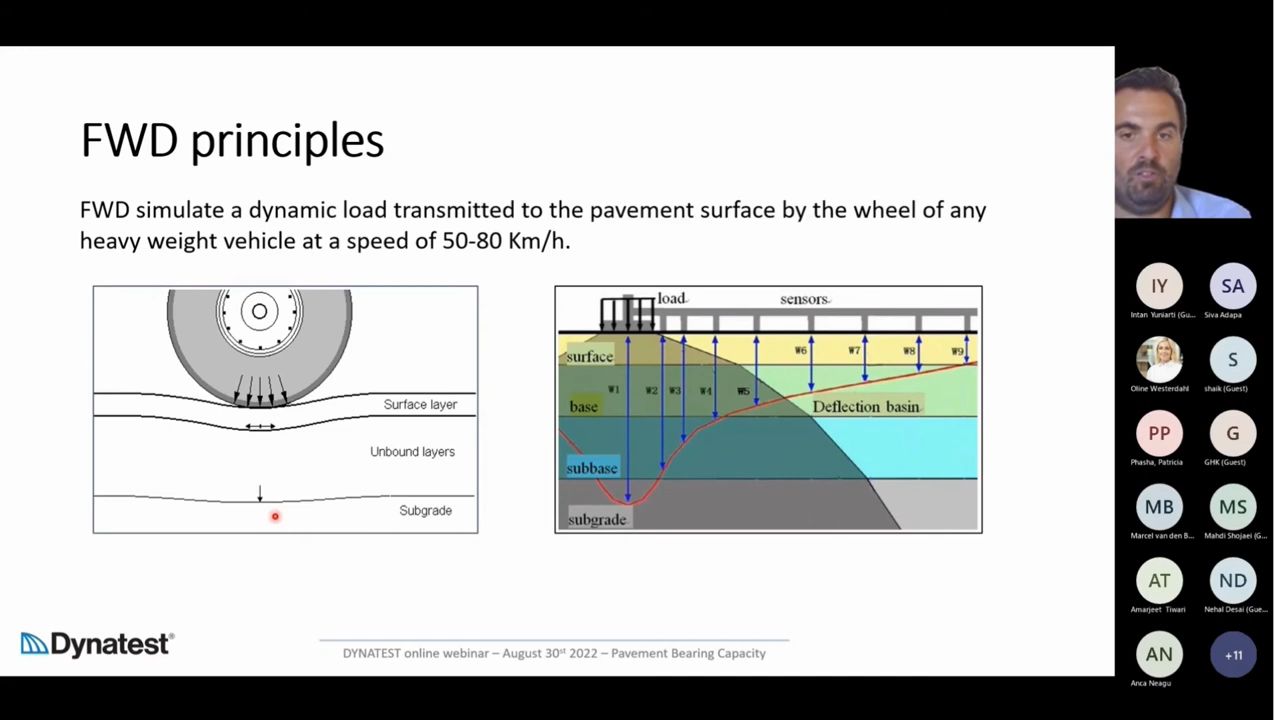 FWD principles
FWD simulate a dynamic load transmitted to the pavement surface by the wheel of any
heavy weight vehicle at a speed of 50-80 Km/h.
Surface layer
Unbound layers
Subgrade
load
sensors
surface
W6
W7
W8
W9
W1
W2
W3
W4
W5
base
Deflection basin
subbase
subgrade
Dynatest®
DYNATEST online webinar – August 30st 2022 – Pavement Bearing Capacity
IY
SA
Intan Yuniarti (Gu...
Siva Adapa
S
Oline Westerdahl
shaik (Guest)
PP
G
Phasha, Patricia
GHK (Guest)
MB
MS
Marcel van den B...
Mahdi Shojaei (G...
AT
ND
Amarjeet Tiwari
Nehal Desai (Gue...
AN
+11
Anca Neagu